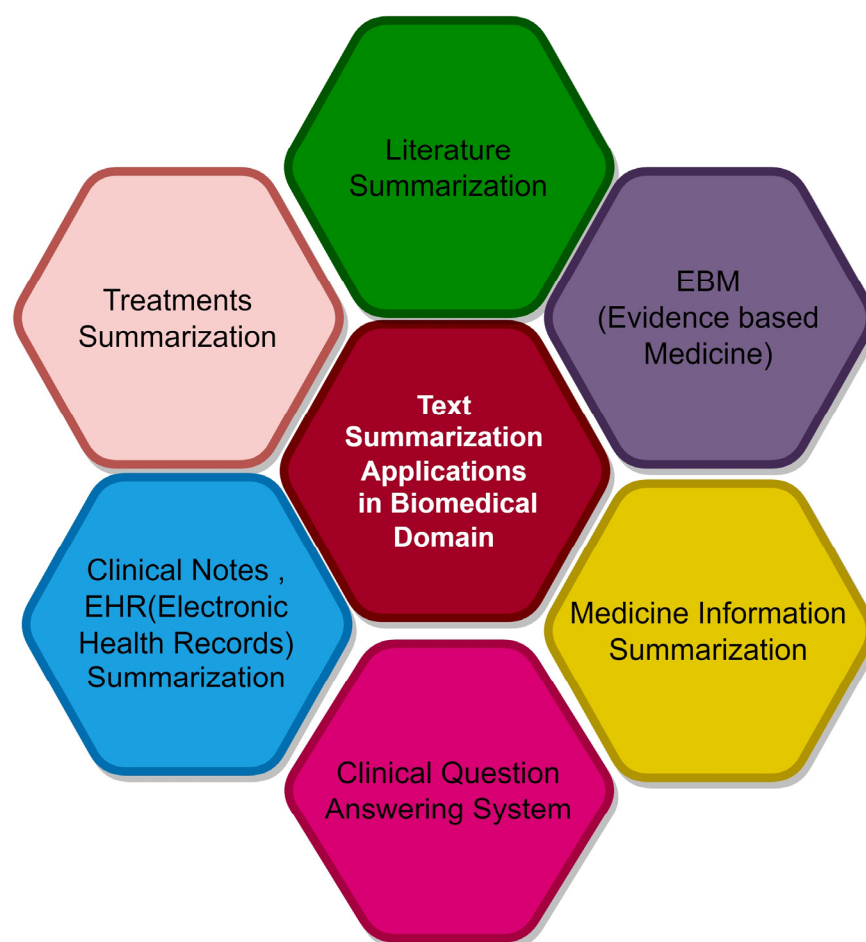 Literature
Summarization
Treatments
Summarization
EBM
(Evidence based
Medicine)
Text
Summarization
Applications
in Biomedical
Domain
Clinical Notes ,
EHR(Electronic
Health Records)
Summarization
Medicine Information
Summarization
Clinical Question
Answering System